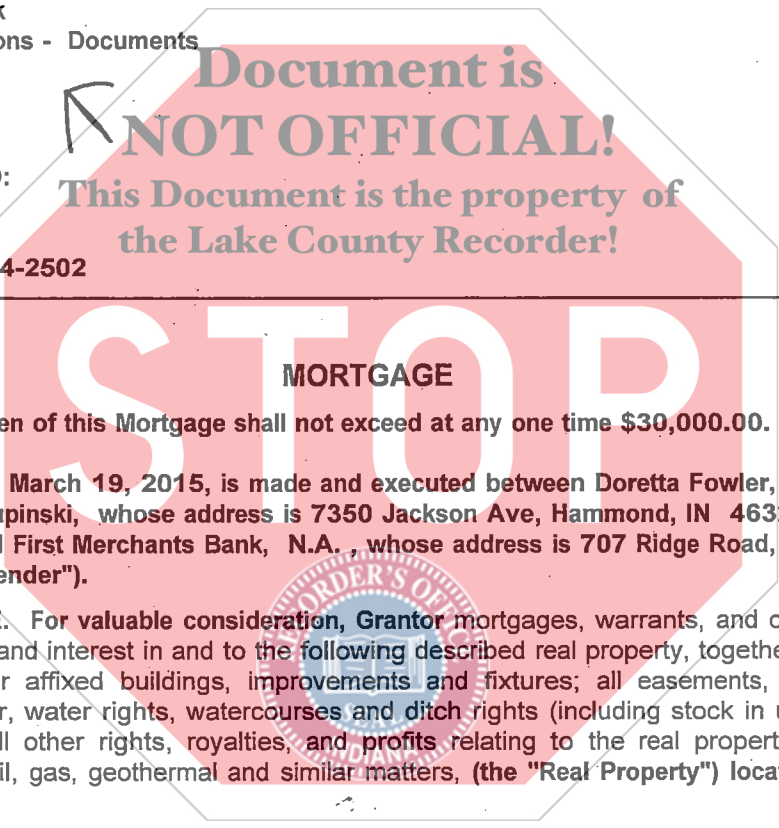 k
ons - Documents
Document is
NOT OFFICIAL!
This Document is the property of
the Lake County Recorder!
4-2502
STOP
MORTGAGE
en of this Mortgage shall not exceed at any one time $30,000.00.
March 19, 2015, is made and executed between Doretta Fowler,
upinski, whose address is 7350 Jackson Ave, Hammond, IN 463
First Merchants Bank, N.A. , whose address is 707 Ridge Road,
ender").
. For valuable consideration, Grantor mortgages, warrants, and c
and interest in and to the following described real property, togethe
r affixed buildings, improvements and fixtures; all easements,
r, water rights, watercourses and ditch rights (including stock in u
ll other rights, royalties, and profits relating to the real propert
il, gas, geothermal and similar matters, (the "Real Property") locat
RECORDER'S OFFIC
SEAL
INDIANA